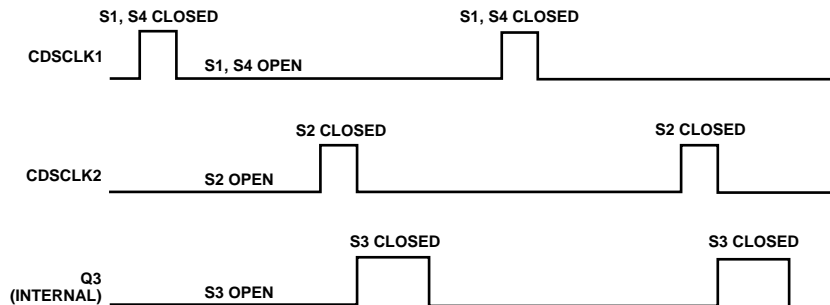 S1, S4 CLOSED S1, S4 CLOSED
CDSCLK1
S1, S4 OPEN
S2 CLOSED S2 CLOSED
CDSCLK2
S2 OPEN
S3 CLOSED S3 CLOSED
Q3
(INTERNAL)
S3 OPEN